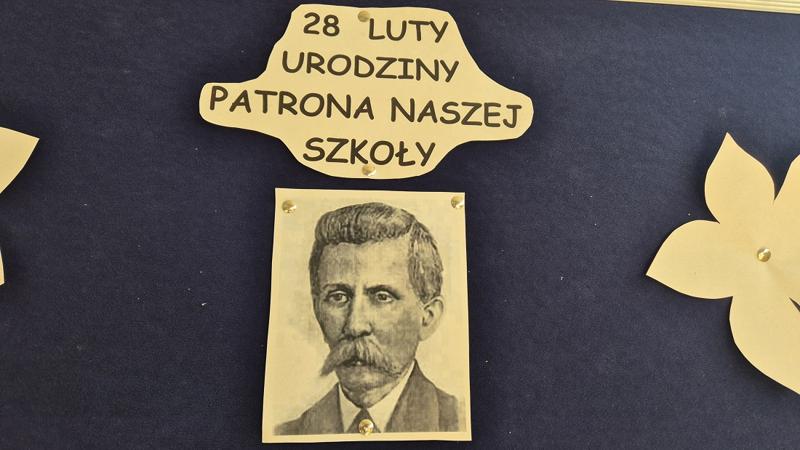 28 LUTY
URODZINY
PATRONA NASZEJ
SZKOŁY